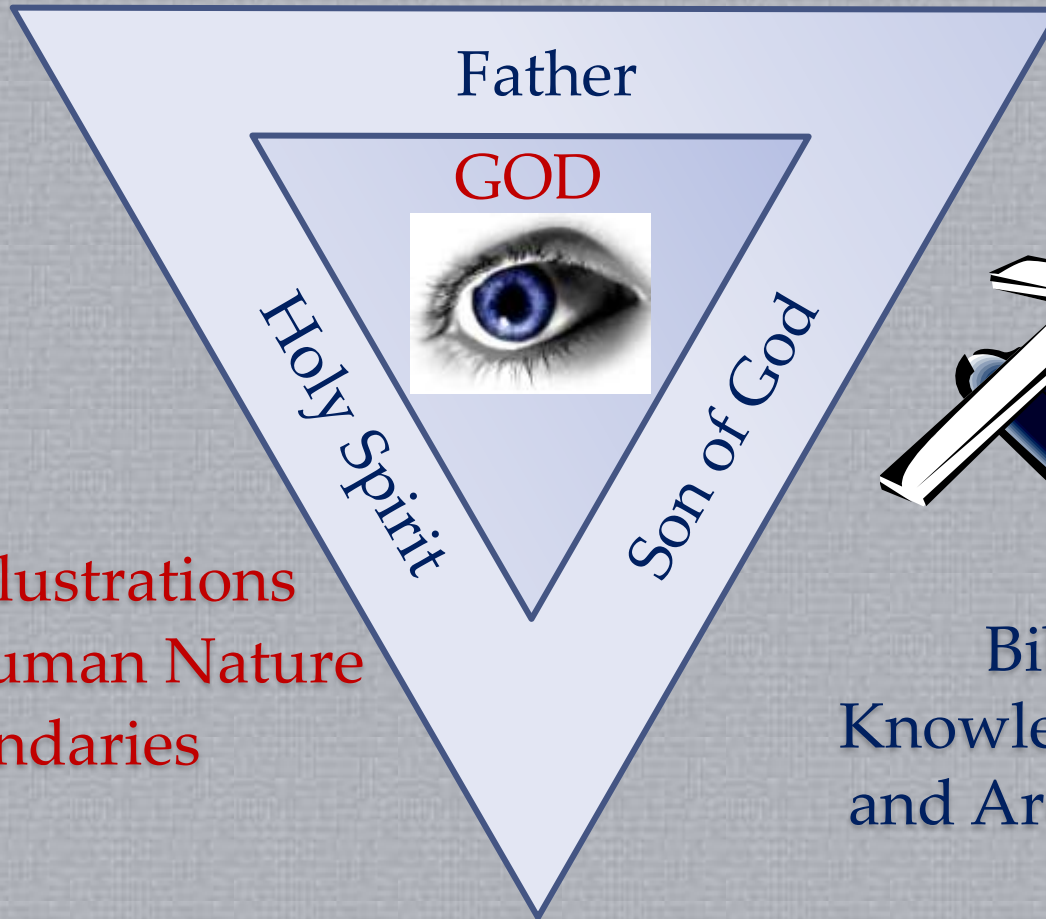 Father
GOD
Holy Spirit
Son of God
lustrations
uman Nature
ndaries
Bi
Knowle
and Ar